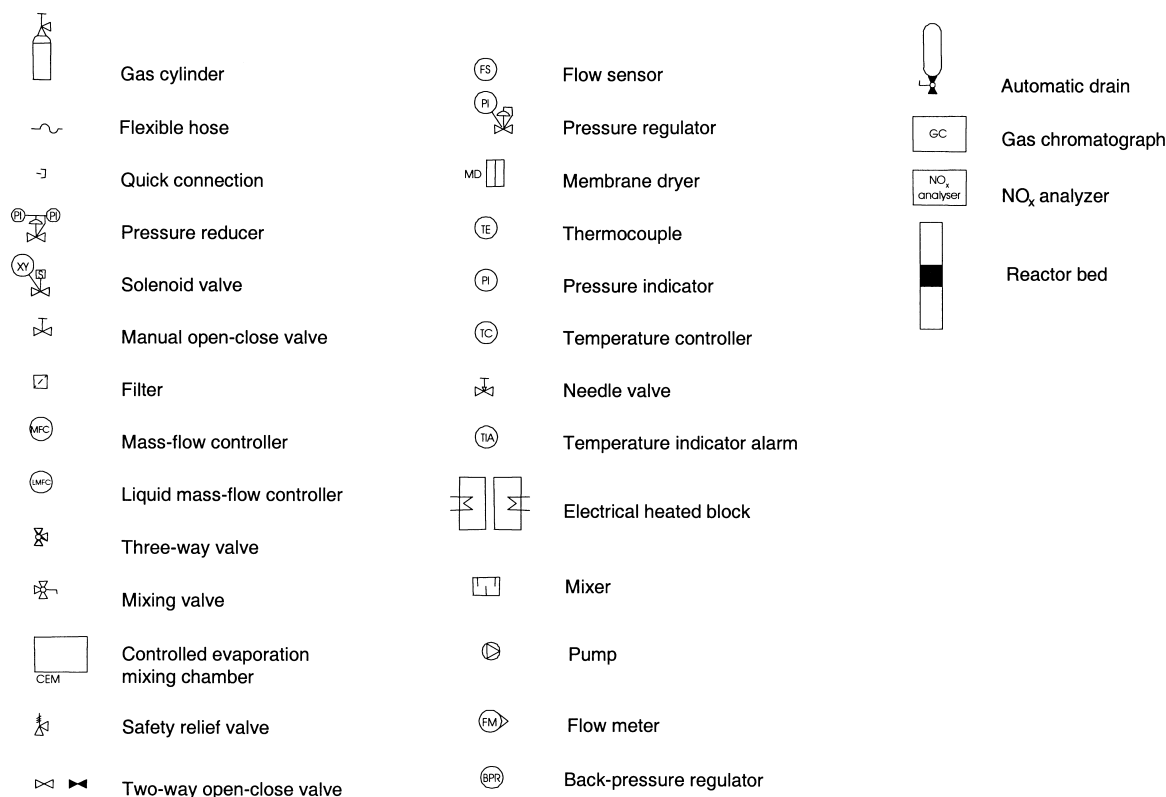 Gas cylinder
Flexible hose
Quick connection
PI PI
Pressure reducer
XY
S
Solenoid valve
Manual open-close valve
Filter
MFC
Mass-flow controller
LMFC
Liquid mass-flow controller
Three-way valve
Mixing valve
CEM
Controlled evaporation
mixing chamber
Safety relief valve
Two-way open-close valve
FS
Flow sensor
PI
Pressure regulator
MD
Membrane dryer
TE
Thermocouple
PI
Pressure indicator
TC
Temperature controller
Needle valve
TIA
Temperature indicator alarm
Electrical heated block
Mixer
Pump
FM
Flow meter
BPR
Back-pressure regulator
Automatic drain
GC
Gas chromatograph
NOx
analyser
NOx analyzer
Reactor bed